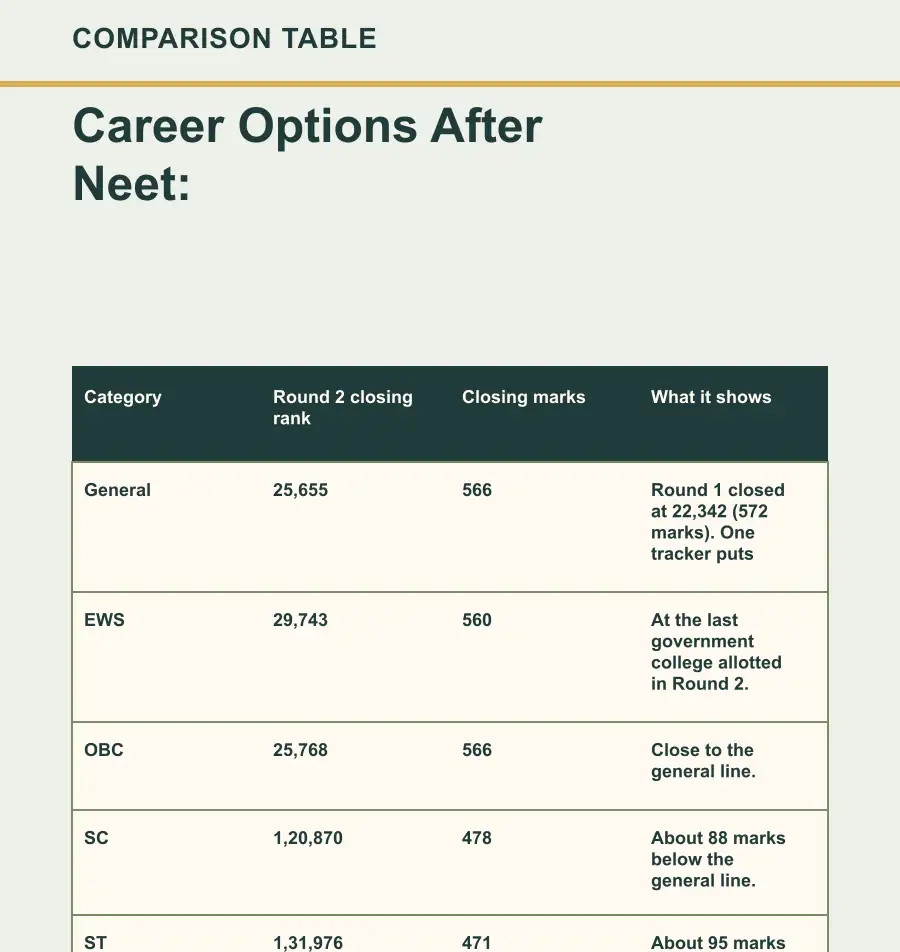 COMPARISON TABLE
Career Options After
Neet:
Category
Round 2 closing
rank
Closing marks
What it shows
General
25,655
566
Round 1 closed
at 22,342 (572
marks). One
tracker puts
EWS
29,743
560
At the last
government
college allotted
in Round 2.
OBC
25,768
566
Close to the
general line.
SC
1,20,870
478
About 88 marks
below the
general line.
ST
1,31,976
471
About 95 marks